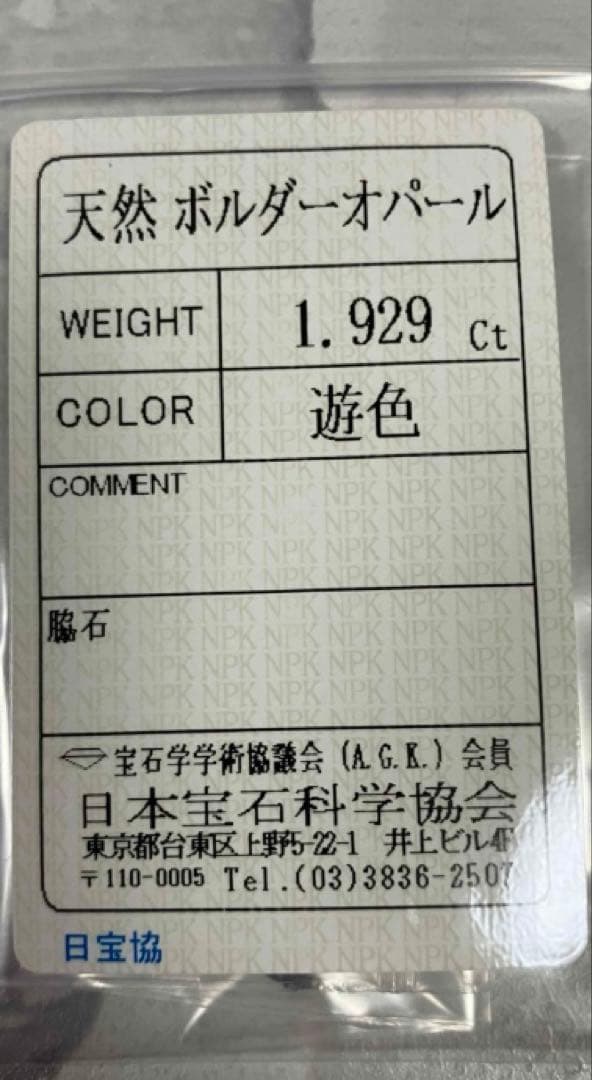 天然 ボルダーオパール
WEIGHT 1.929 Ct
COLOR 遊色
COMMENT
脇石
宝石学学術協議会 (A.G.K.) 会員
日本宝石科学協会
東京都台東区上野5-22-1 井上ビル4F
〒110-0005 Tel.(03)3836-2507
日宝協